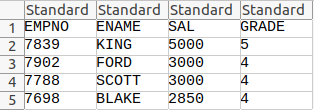 Standard Standard Standard Standard
1 EMPNO ENAME SAL GRADE
2 7839 KING 5000 5
3 7902 FORD 3000 4
4 7788 SCOTT 3000 4
5 7698 BLAKE 2850 4